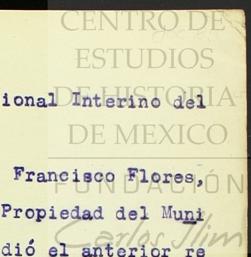 CENTRO DE
ESTUDIOS
ional Interino del
DE HISTORIA
DE MEXICO
Francisco Flores,
FUNDACIÓN
Propiedad del Muni
Carlos Slim
dió el anterior re